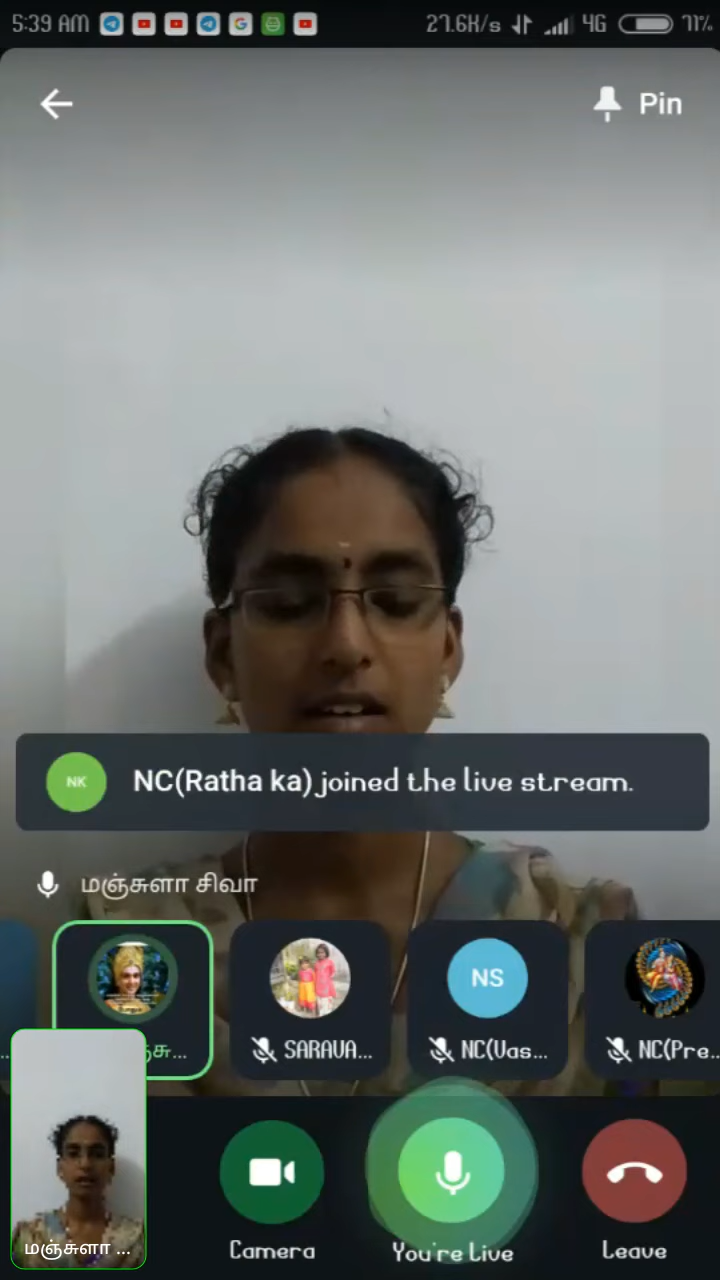 5:39 AM 27.6K/s 4G 71%
Pin
NK NC(Ratha ka) joined the live stream.
மஞ்சுளா சிவா
NS
SARAVA... NC(Vas... NC(Pre...
மஞ்சுளா ...
Camera You're Live Leave